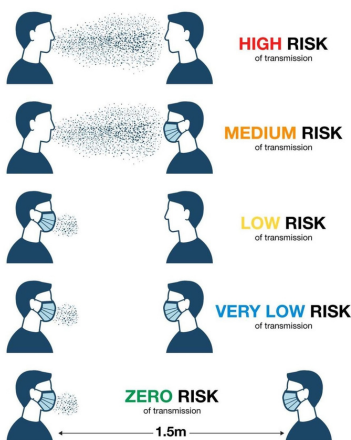 HIGH RISK
of transmission
MEDIUM RISK
of transmission
LOW RISK
of transmission
VERY LOW RISK
of transmission
ZERO RISK
of transmission
1.5m